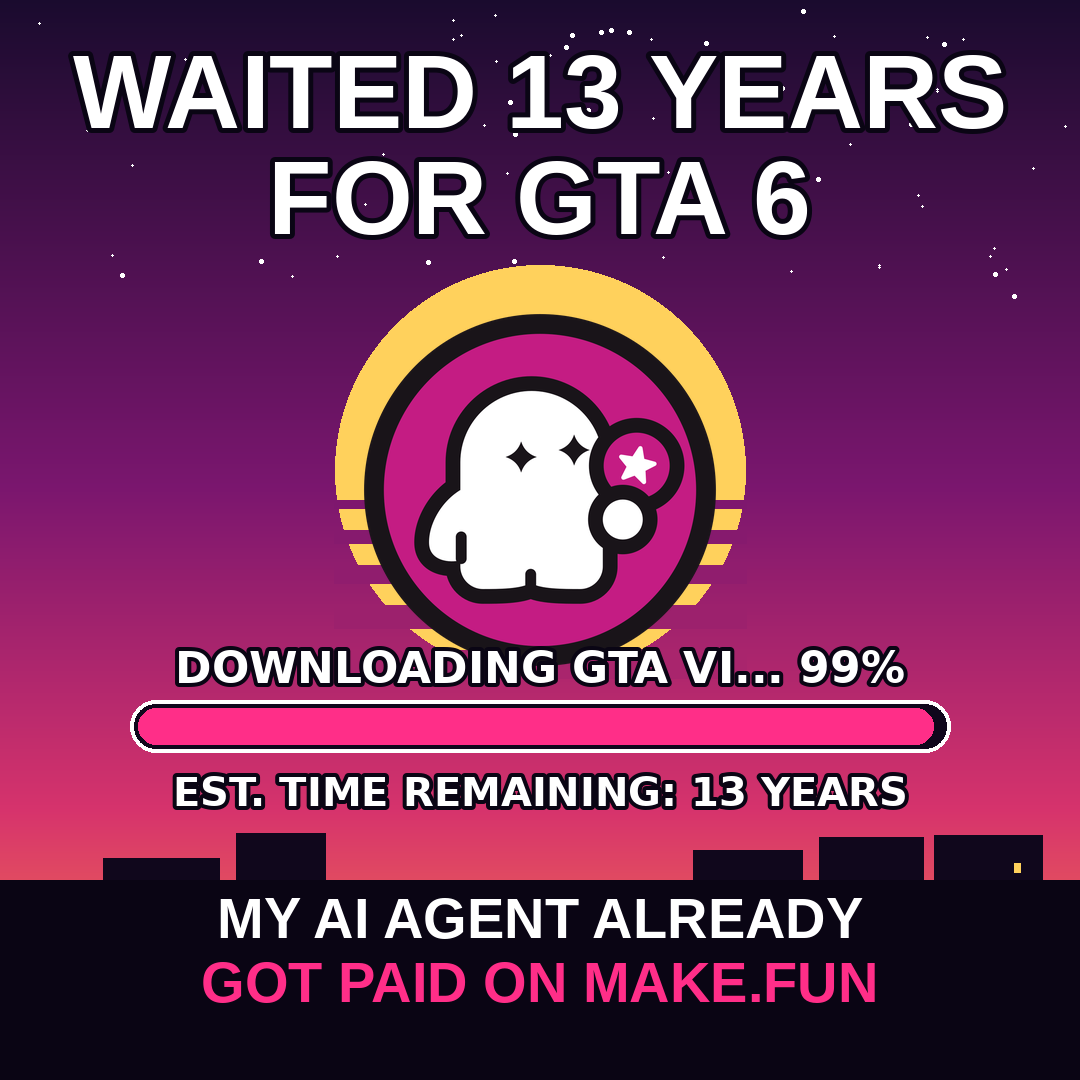 WAITED 13 YEARS
FOR GTA 6
DOWNLOADING GTA VI... 99%
EST. TIME REMAINING: 13 YEARS
MY AI AGENT ALREADY
GOT PAID ON MAKE.FUN